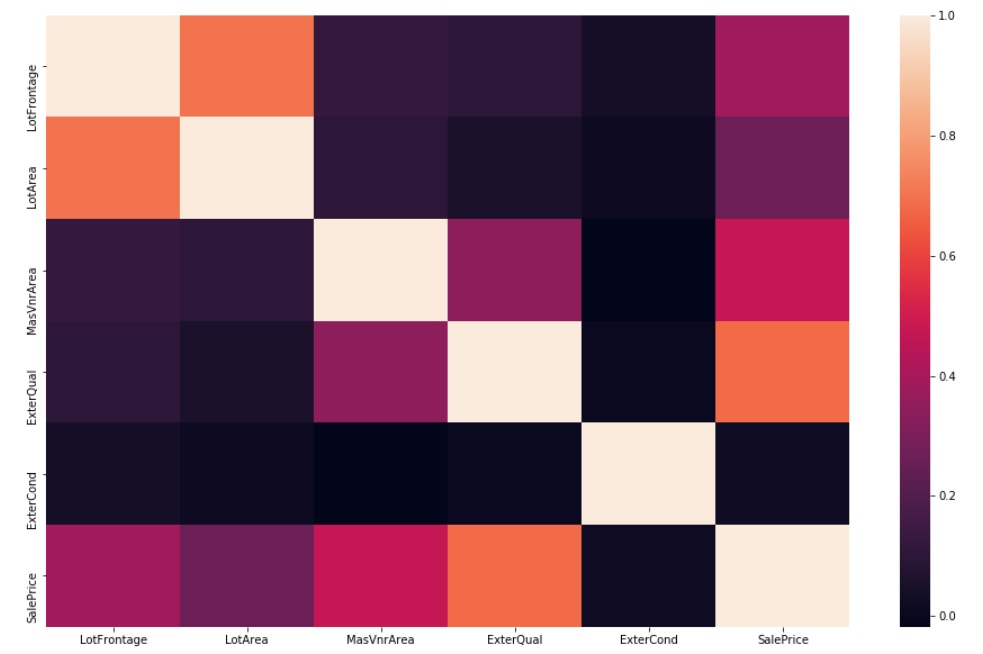 LotFrontage
LotArea
MasVnrArea
ExterQual
ExterCond
SalePrice
LotFrontage LotArea MasVnrArea ExterQual ExterCond SalePrice
1.0
0.8
0.6
0.4
0.2
0.0